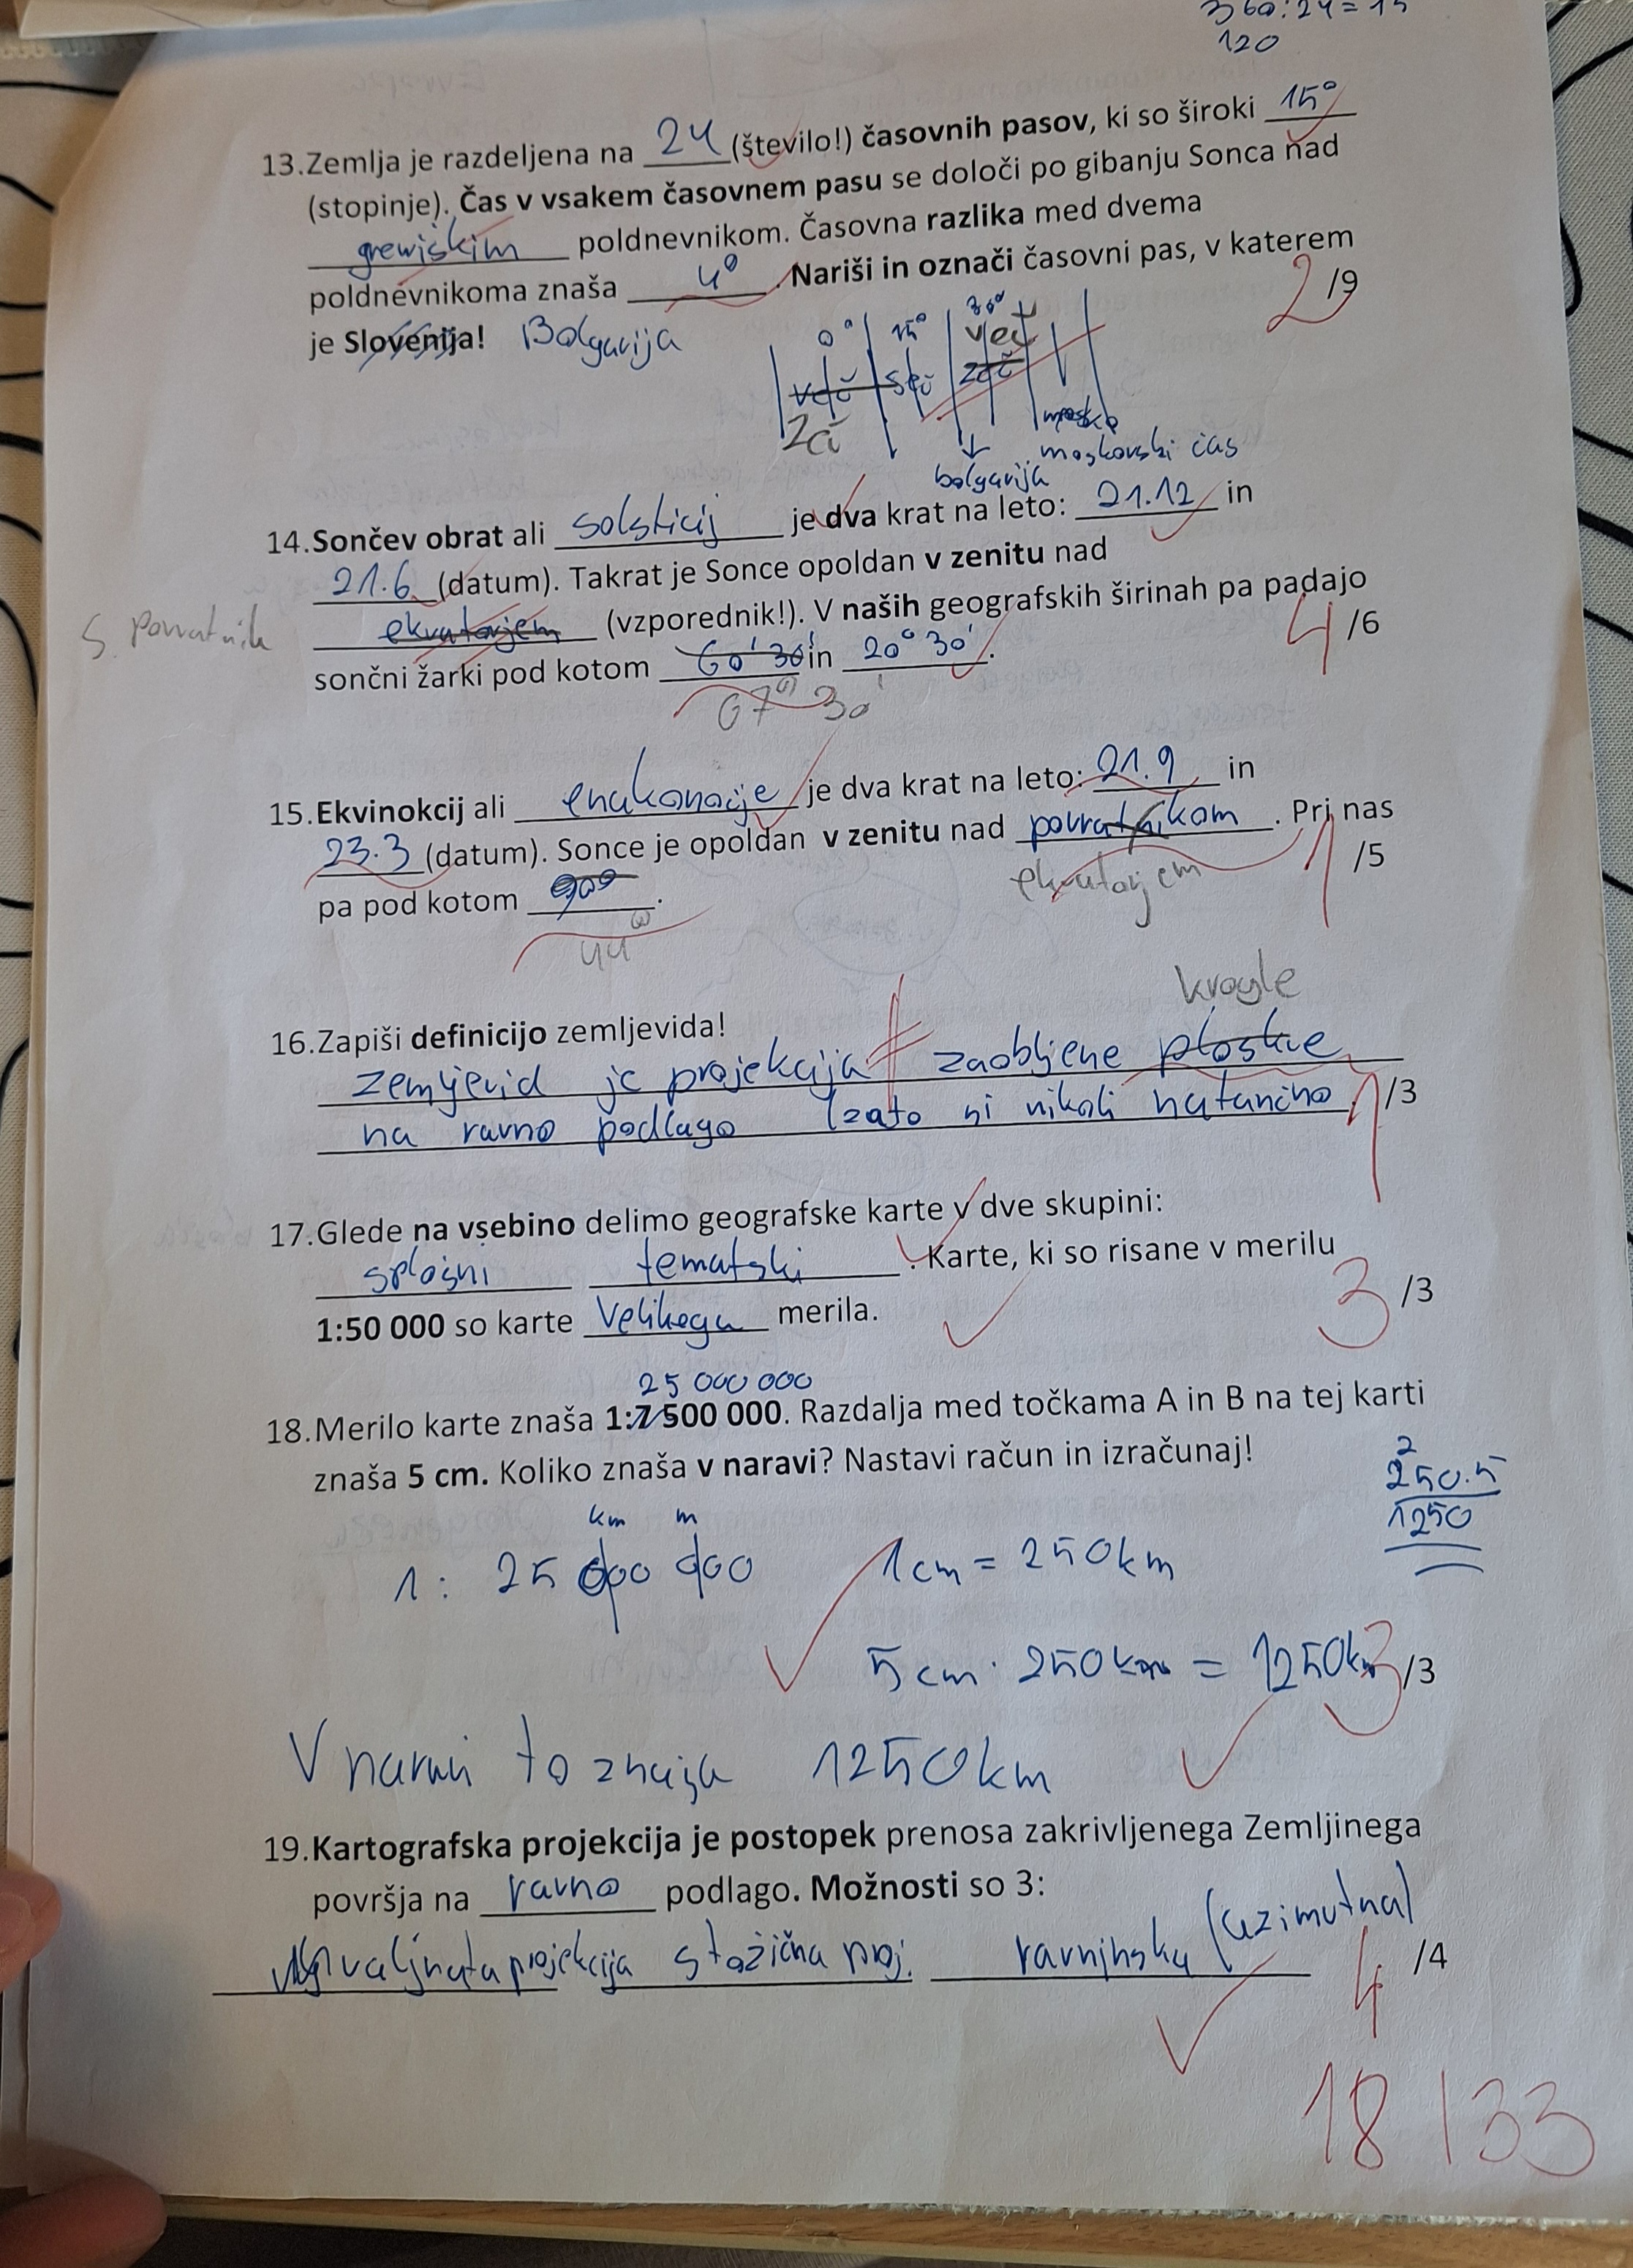 360:24=15
120
13.Zemlja je razdeljena na 24 (število!) časovnih pasov, ki so široki 15°
(stopinje). Čas v vsakem časovnem pasu se določi po gibanju Sonca nad
grewiškim poldnevnikom. Časovna razlika med dvema
poldnevnikoma znaša 4°. Nariši in označi časovni pas, v katerem
je Slovenija! Bolgarija
2/9
0° 15° 30°
več seč več
zač
zač
moskovski čas
bolgarija
14.Sončev obrat ali solsticij je dva krat na leto: 21.12 in
21.6 (datum). Takrat je Sonce opoldan v zenitu nad
S. Povratnik ekvatorjem (vzporednik!). V naših geografskih širinah pa padajo
4/6
sončni žarki pod kotom 60' 30' in 20° 30'.
67° 30'
15.Ekvinokcij ali enakonočje je dva krat na leto: 21.9 in
23.3 (datum). Sonce je opoldan v zenitu nad povratnikom. Pri nas
ekvatorjem 1/5
pa pod kotom 90°.
44°
krogle
16.Zapiši definicijo zemljevida!
zemljevid je projekcija zaobljene ploskve
na ravno podlago (zato ni nikoli natančno. 1/3
17.Glede na vsebino delimo geografske karte v dve skupini:
splošni tematski. Karte, ki so risane v merilu
1:50 000 so karte velikega merila.
3/3
25 000 000
18.Merilo karte znaša 1:7 500 000. Razdalja med točkama A in B na tej karti
znaša 5 cm. Koliko znaša v naravi? Nastavi račun in izračunaj!
2
250.5
1250
km m
1: 25 000 000 1cm = 250km
5cm · 250km = 1250km 3/3
V naravi to znaša 1250km
19.Kartografska projekcija je postopek prenosa zakrivljenega Zemljinega
površja na ravno podlago. Možnosti so 3:
valjnata projekcija stožična proj. ravninska (azimutna)
4/4
18/33